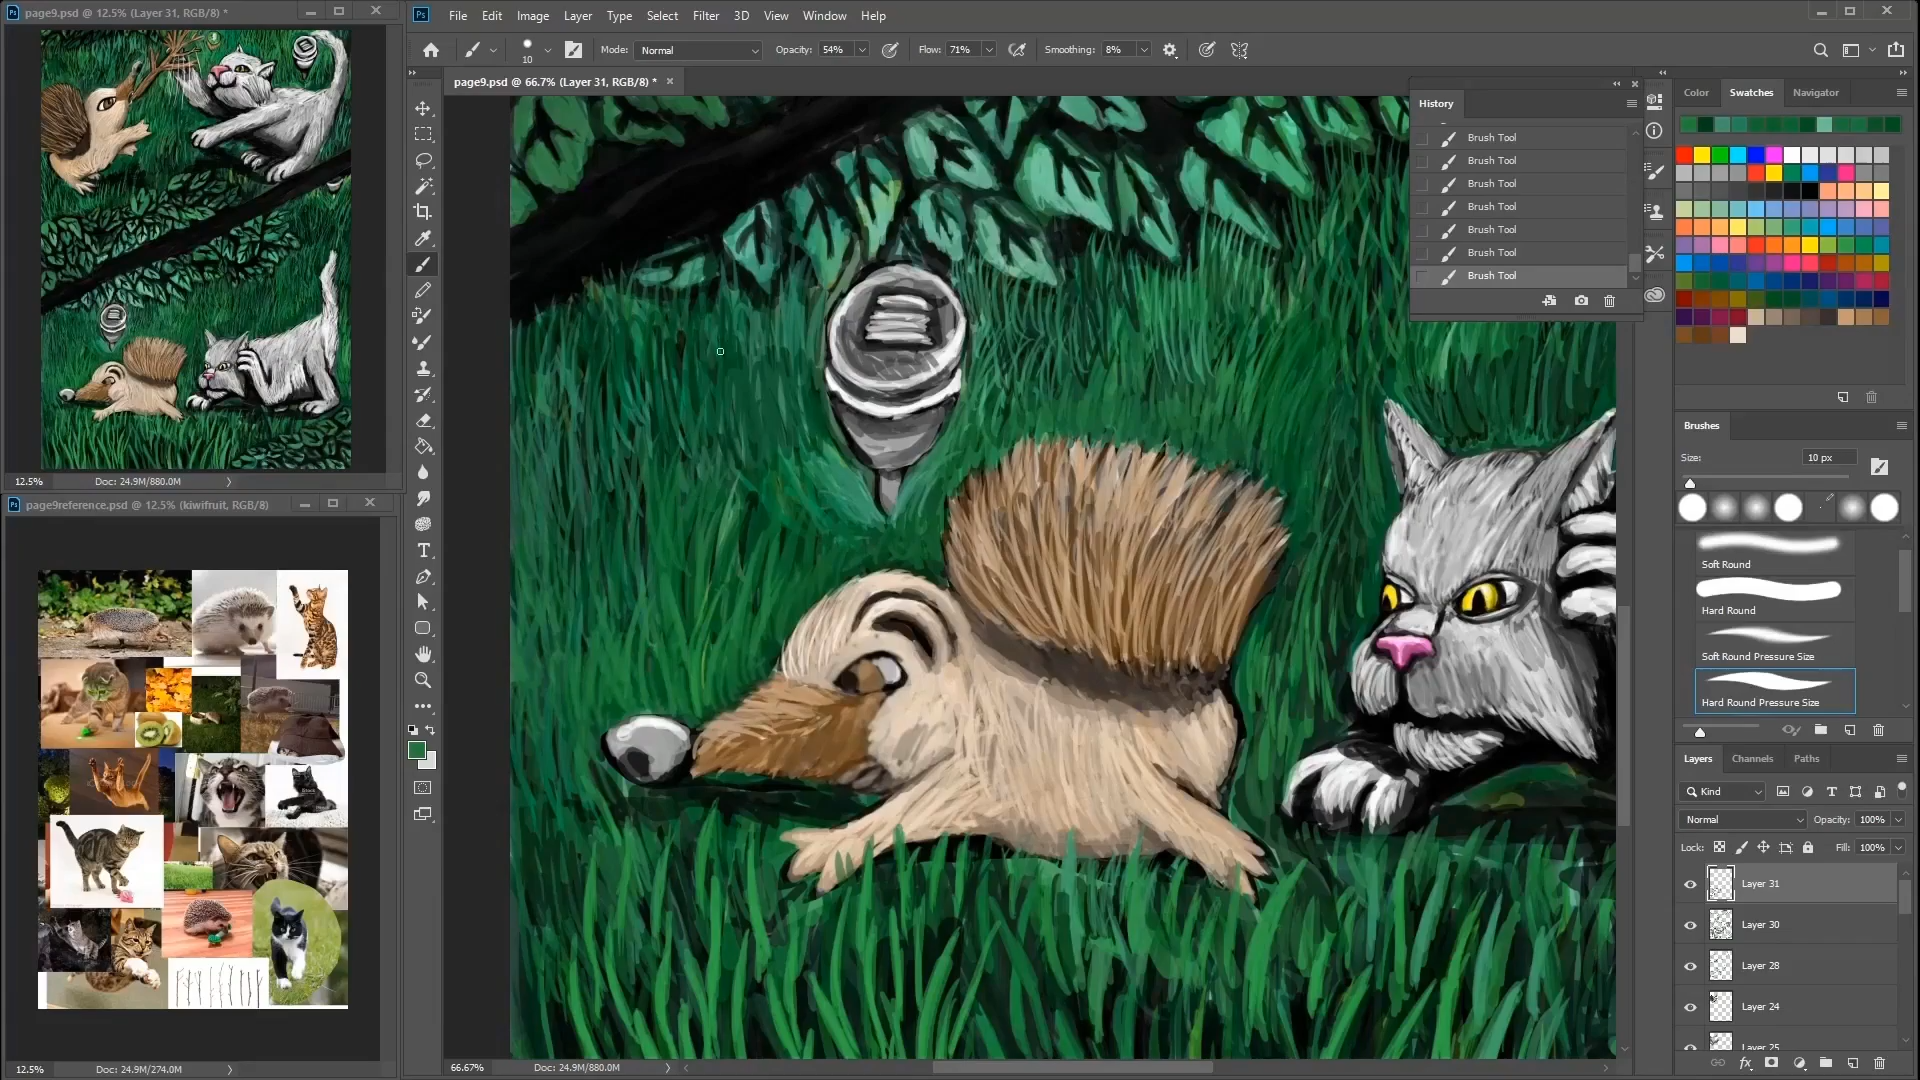 page9.psd @ 12.5% (Layer 31, RGB/8) *
12.5%
Doc: 24.9M/880.0M
page9reference.psd @ 12.5% (kiwifruit, RGB/8)
12.5%
Doc: 24.9M/274.0M
Ps
File Edit Image Layer Type Select Filter 3D View Window Help
10
Mode: Normal
Opacity: 54%
Flow: 71%
Smoothing: 8%
page9.psd @ 66.7% (Layer 31, RGB/8) *
History
Brush Tool
Brush Tool
Brush Tool
Brush Tool
Brush Tool
Brush Tool
Brush Tool
66.67%
Doc: 24.9M/880.0M
Color Swatches Navigator
Brushes
Size: 10 px
Soft Round
Hard Round
Soft Round Pressure Size
Hard Round Pressure Size
Layers Channels Paths
Kind
Normal
Opacity: 100%
Lock:
Fill: 100%
Layer 31
Layer 30
Layer 28
Layer 24
Layer 25